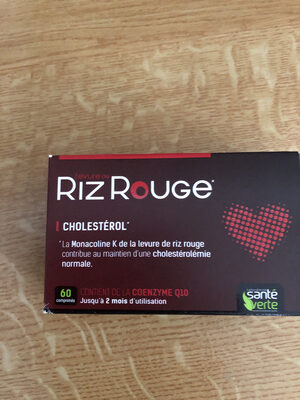 Levure de
RIZ ROUGE*
CHOLESTÉROL*
*La Monacoline K de la levure de riz rouge
contribue au maintien d'une cholestérolémie
normale.
60
comprimés
CONTIENT DE LA COENZYME Q10
Jusqu'à 2 mois d'utilisation
santé
verte